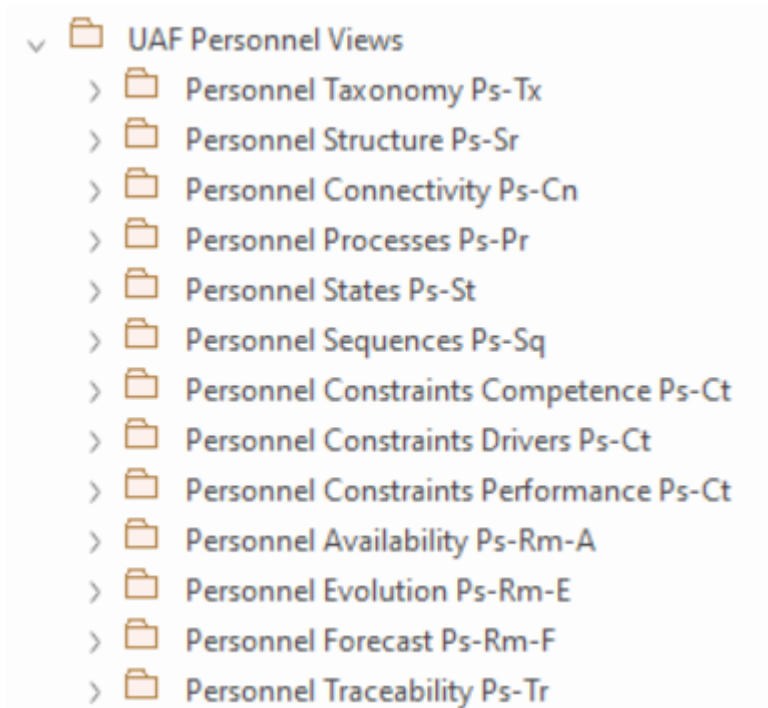 UAF Personnel Views
Personnel Taxonomy Ps-Tx
Personnel Structure Ps-Sr
Personnel Connectivity Ps-Cn
Personnel Processes Ps-Pr
Personnel States Ps-St
Personnel Sequences Ps-Sq
Personnel Constraints Competence Ps-Ct
Personnel Constraints Drivers Ps-Ct
Personnel Constraints Performance Ps-Ct
Personnel Availability Ps-Rm-A
Personnel Evolution Ps-Rm-E
Personnel Forecast Ps-Rm-F
Personnel Traceability Ps-Tr